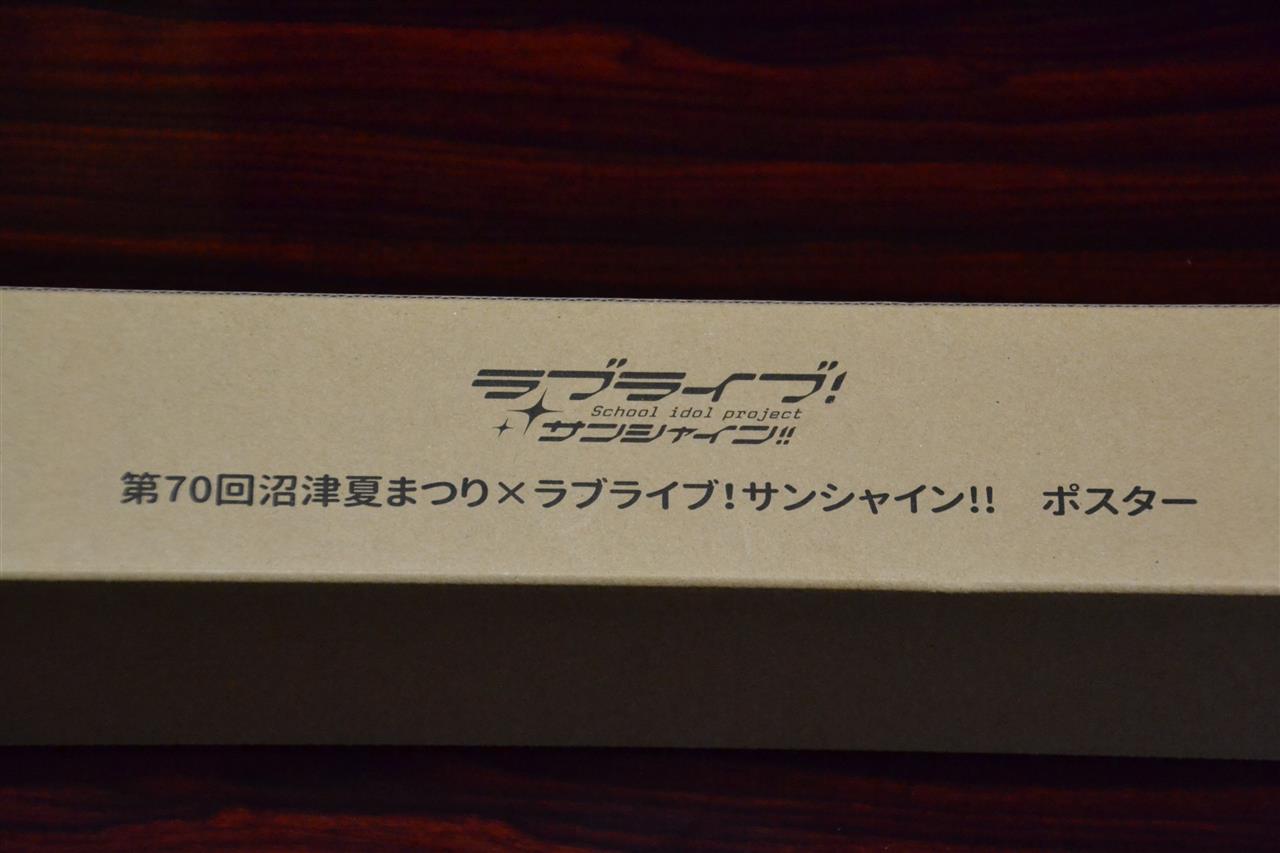 ラブライブ!
School idol project
サンシャイン!!
第70回沼津夏まつり×ラブライブ!サンシャイン!!　ポスター